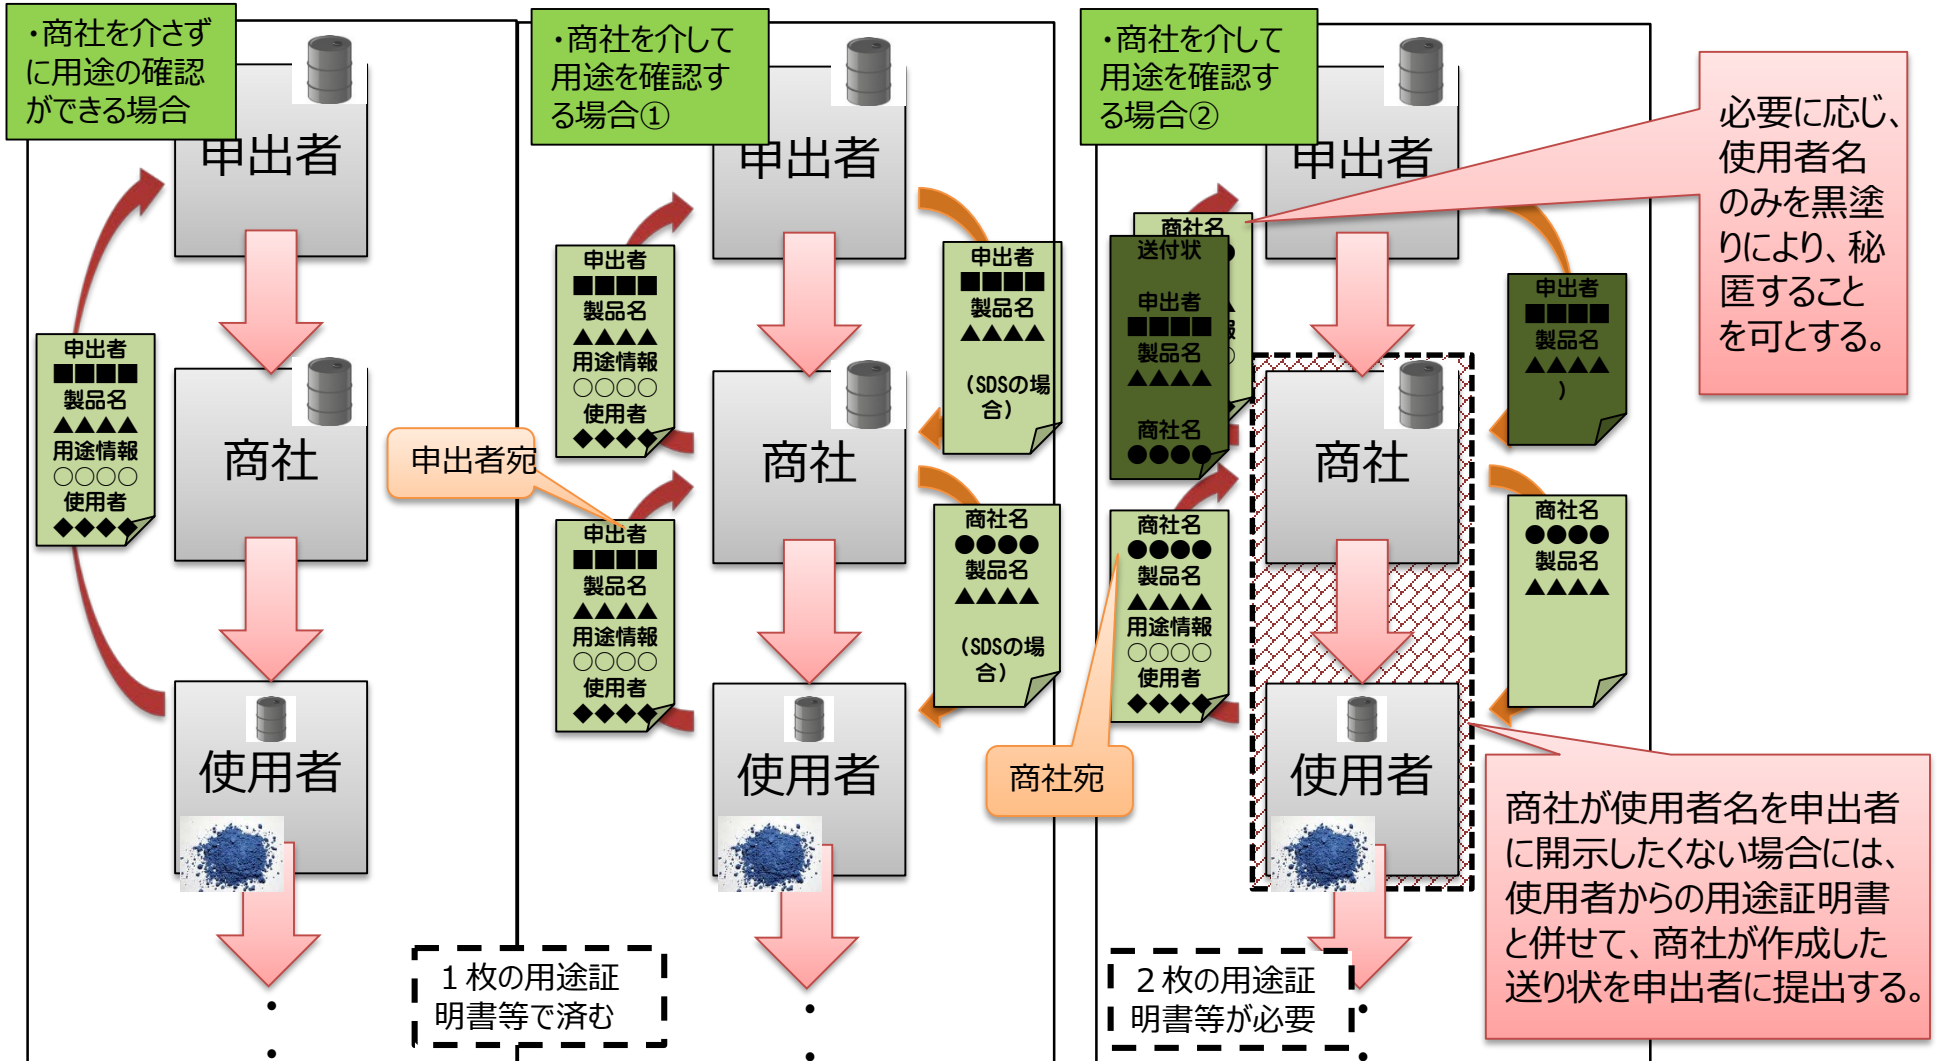 ・商社を介さず
に用途の確認
ができる場合
申出者
申出者
■■■■
製品名
▲▲▲▲
用途情報
○○○○
使用者
◆◆◆◆
商社
使用者
・
・
・商社を介して
用途を確認す
る場合①
申出者
申出者
■■■■
製品名
▲▲▲▲
用途情報
○○○○
使用者
◆◆◆◆
申出者
■■■■
製品名
▲▲▲▲
(SDSの場
合)
商社
申出者宛
申出者
■■■■
製品名
▲▲▲▲
用途情報
○○○○
使用者
◆◆◆◆
商社名
●●●●
製品名
▲▲▲▲
(SDSの場
合)
使用者
１枚の用途証
明書等で済む
・
・
・商社を介して
用途を確認す
る場合②
申出者
商社名
送付状
申出者
■■■■
製品名
▲▲▲▲
商社名
●●●●
申出者
■■■■
製品名
▲▲▲▲
)
必要に応じ、
使用者名
のみを黒塗
りにより、秘
匿すること
を可とする。
商社
商社名
●●●●
製品名
▲▲▲▲
用途情報
○○○○
使用者
◆◆◆◆
商社名
●●●●
製品名
▲▲▲▲
商社宛
使用者
商社が使用者名を申出者
に開示したくない場合には、
使用者からの用途証明書
と併せて、商社が作成した
送り状を申出者に提出する。
２枚の用途証
明書等が必要
・
・